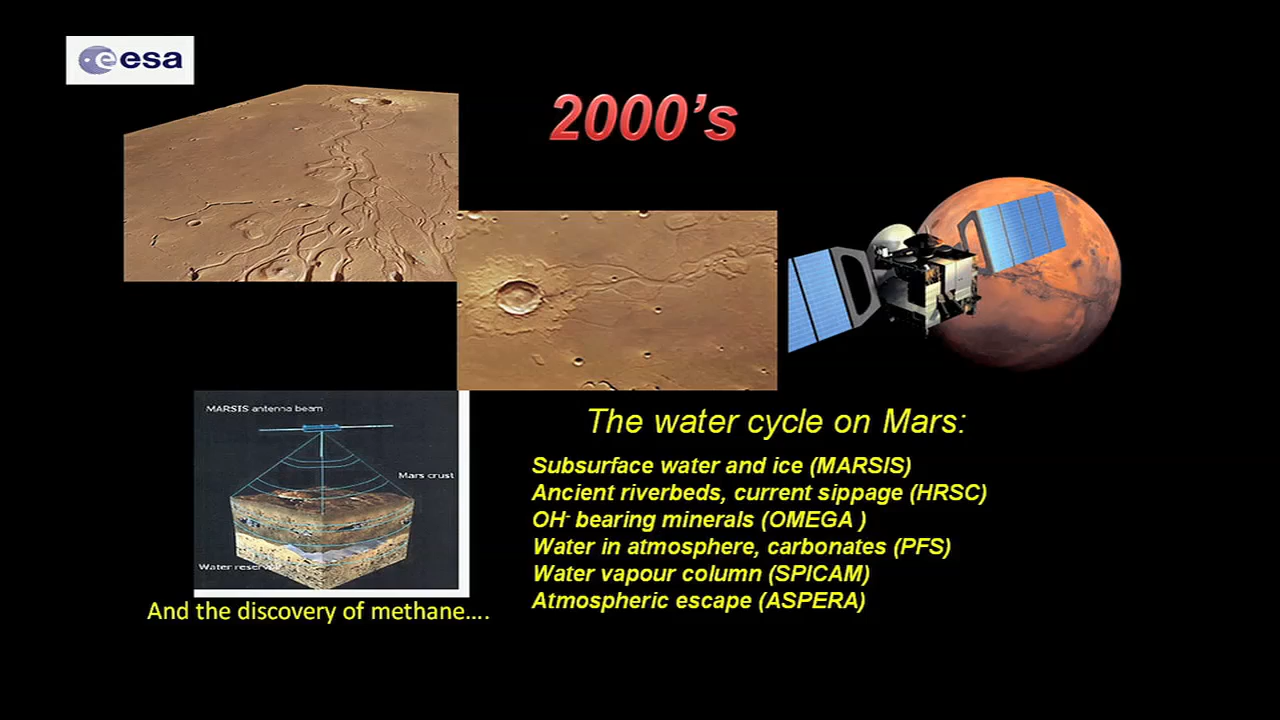 esa
2000's
MARSIS antenna beam
Mars crust
Water
The water cycle on Mars:
Subsurface water and ice (MARSIS)
Ancient riverbeds, current sippage (HRSC)
OH- bearing minerals (OMEGA )
Water in atmosphere, carbonates (PFS)
Water vapour column (SPICAM)
Atmospheric escape (ASPERA)
And the discovery of methane....